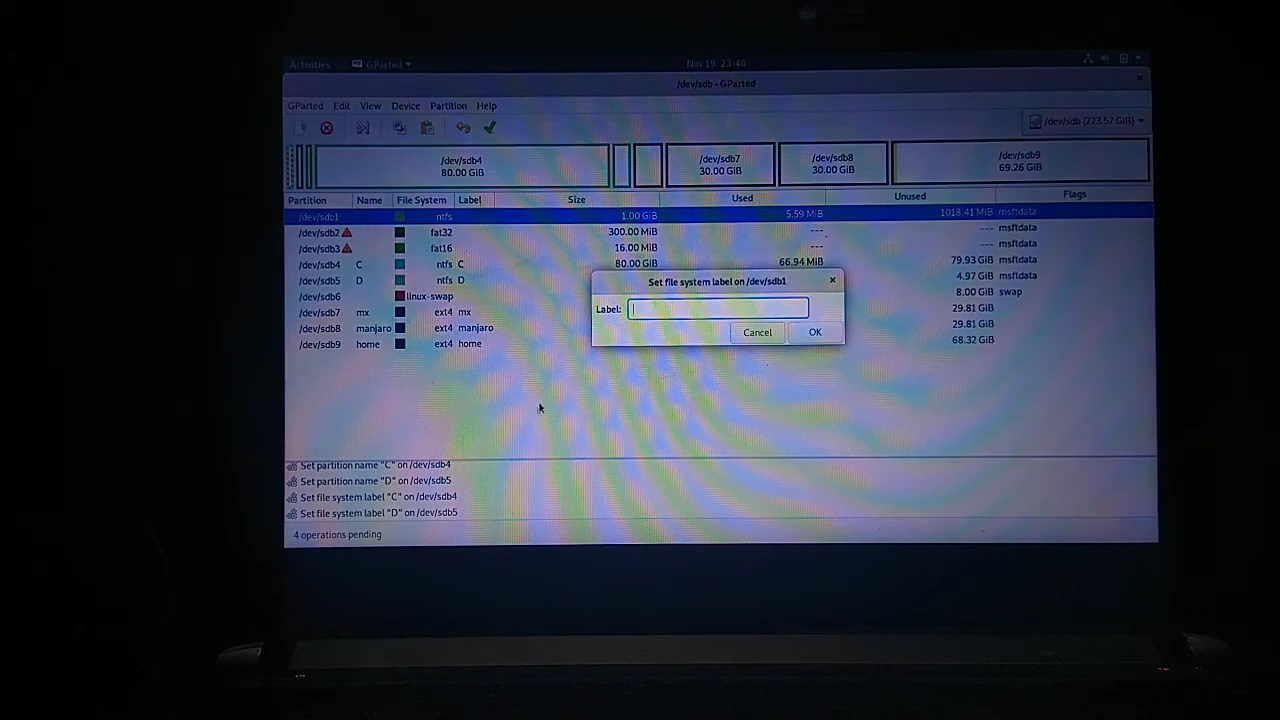 Activities GParted Nov 19 23:46
/dev/sdb - GParted
GParted Edit View Device Partition Help
/dev/sdb (223.57 GiB)
/dev/sdb4 /dev/sdb7 /dev/sdb8 /dev/sdb9
80.00 GiB 30.00 GiB 30.00 GiB 69.26 GiB
Partition Name File System Label Size Used Unused Flags
/dev/sdb1 ntfs 1.00 GiB 5.59 MiB 1018.41 MiB msftdata
/dev/sdb2 fat32 300.00 MiB --- --- msftdata
/dev/sdb3 fat16 16.00 MiB --- --- msftdata
/dev/sdb4 C ntfs C 80.00 GiB 66.94 MiB 79.93 GiB msftdata
/dev/sdb5 D ntfs D 4.97 GiB msftdata
/dev/sdb6 linux-swap 8.00 GiB swap
/dev/sdb7 mx ext4 mx 29.81 GiB
/dev/sdb8 manjaro ext4 manjaro 29.81 GiB
/dev/sdb9 home ext4 home 68.32 GiB
Set file system label on /dev/sdb1
Label:
Cancel OK
Set partition name "C" on /dev/sdb4
Set partition name "D" on /dev/sdb5
Set file system label "C" on /dev/sdb4
Set file system label "D" on /dev/sdb5
4 operations pending